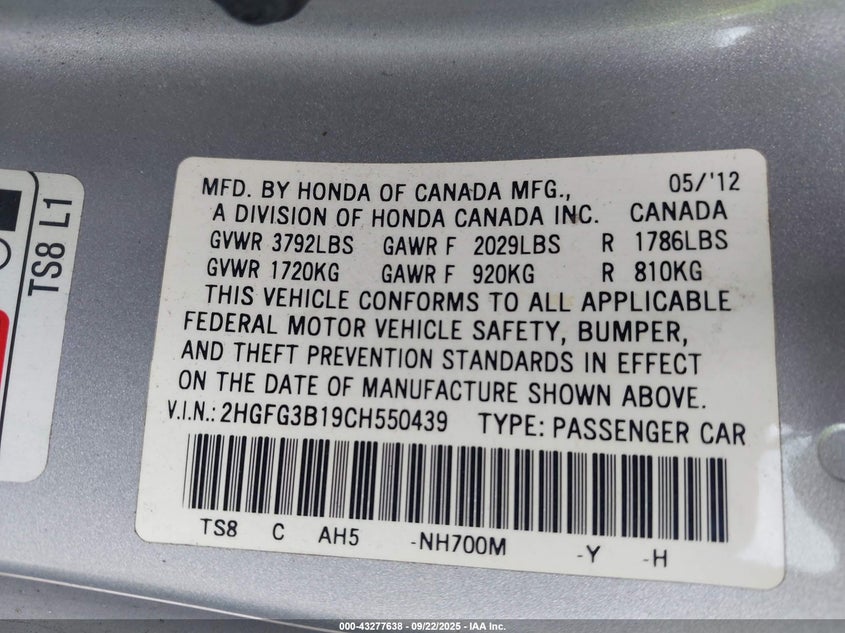 TS8 L1
MFD. BY HONDA OF CANADA MFG., 05/'12
A DIVISION OF HONDA CANADA INC. CANADA
GVWR 3792LBS GAWR F 2029LBS R 1786LBS
GVWR 1720KG GAWR F 920KG R 810KG
THIS VEHICLE CONFORMS TO ALL APPLICABLE
FEDERAL MOTOR VEHICLE SAFETY, BUMPER,
AND THEFT PREVENTION STANDARDS IN EFFECT
ON THE DATE OF MANUFACTURE SHOWN ABOVE.
V.I.N.: 2HGFG3B19CH550439 TYPE: PASSENGER CAR
TS8 C AH5 -NH700M -Y -H
000-43277638 - 09/22/2025 - IAA Inc.